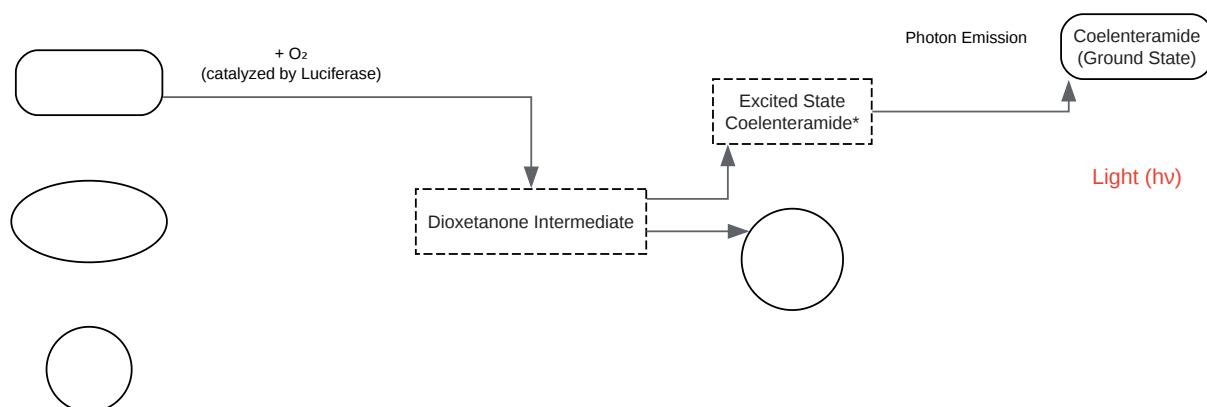 + O₂
(catalyzed by Luciferase)
Photon Emission
Coelenteramide
(Ground State)
Excited State
Coelenteramide*
Light (hν)
Dioxetanone Intermediate